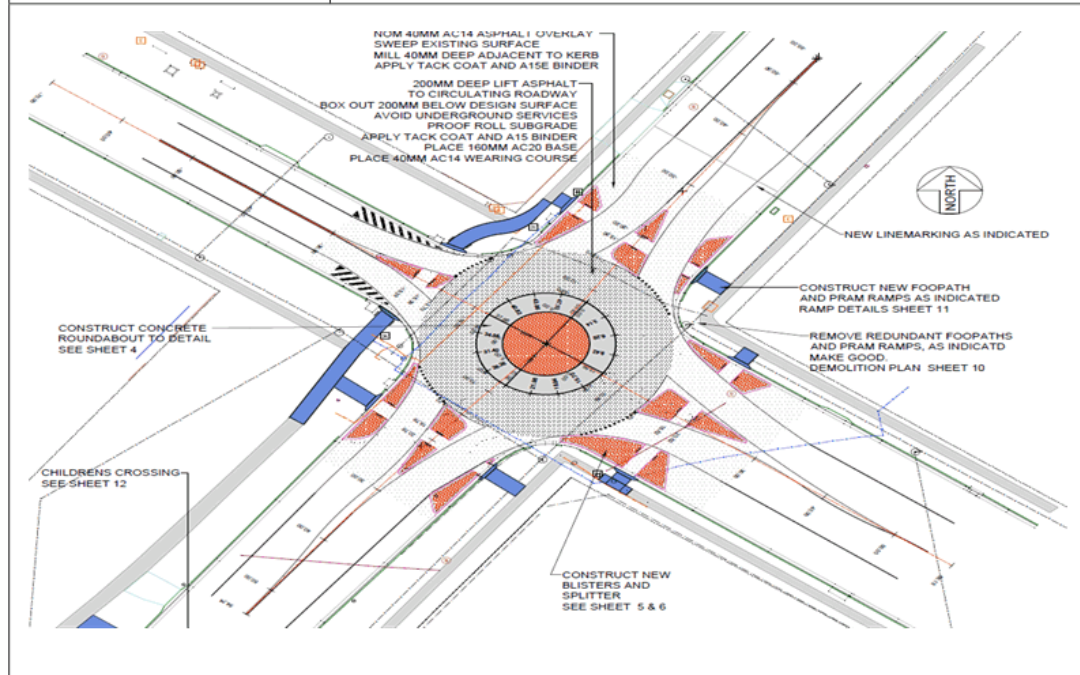 NOM 40MM AC14 ASPHALT OVERLAY
SWEEP EXISTING SURFACE
MILL 40MM DEEP ADJACENT TO KERB
APPLY TACK COAT AND A15E BINDER
200MM DEEP LIFT ASPHALT
TO CIRCULATING ROADWAY
BOX OUT 200MM BELOW DESIGN SURFACE
AVOID UNDERGROUND SERVICES
PROOF ROLL SUBGRADE
APPLY TACK COAT AND A15 BINDER
PLACE 160MM AC20 BASE
PLACE 40MM AC14 WEARING COURSE
NORTH
NEW LINEMARKING AS INDICATED
CONSTRUCT NEW FOOPATH
AND PRAM RAMPS AS INDICATED
RAMP DETAILS SHEET 11
CONSTRUCT CONCRETE
ROUNDABOUT TO DETAIL
SEE SHEET 4
REMOVE REDUNDANT FOOPATHS
AND PRAM RAMPS, AS INDICATD
MAKE GOOD.
DEMOLITION PLAN SHEET 10
CHILDRENS CROSSING
SEE SHEET 12
CONSTRUCT NEW
BLISTERS AND
SPLITTER
SEE SHEET 5 & 6